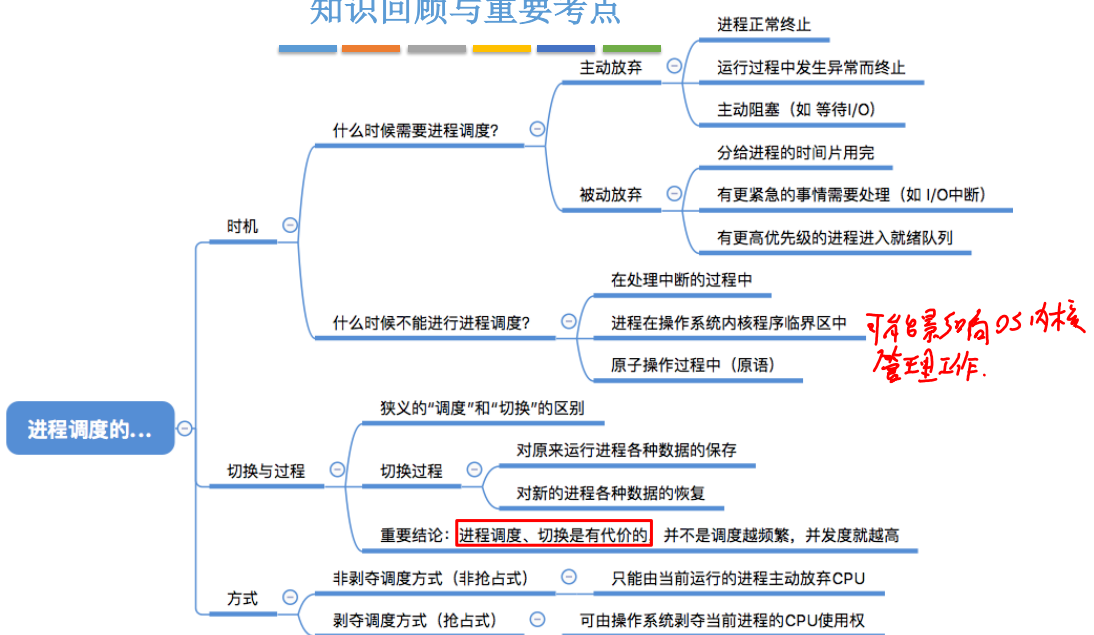 知识回顾与重要考点
进程正常终止
主动放弃
运行过程中发生异常而终止
主动阻塞（如 等待I/O）
什么时候需要进程调度？
分给进程的时间片用完
被动放弃
有更紧急的事情需要处理（如 I/O中断）
有更高优先级的进程进入就绪队列
时机
在处理中断的过程中
什么时候不能进行进程调度？
进程在操作系统内核程序临界区中
可能影响OS内核
管理工作.
原子操作过程中（原语）
进程调度的...
狭义的“调度”和“切换”的区别
切换与过程
切换过程
对原来运行进程各种数据的保存
对新的进程各种数据的恢复
重要结论：进程调度、切换是有代价的 并不是调度越频繁，并发度就越高
方式
非剥夺调度方式（非抢占式）
只能由当前运行的进程主动放弃CPU
剥夺调度方式（抢占式）
可由操作系统剥夺当前进程的CPU使用权